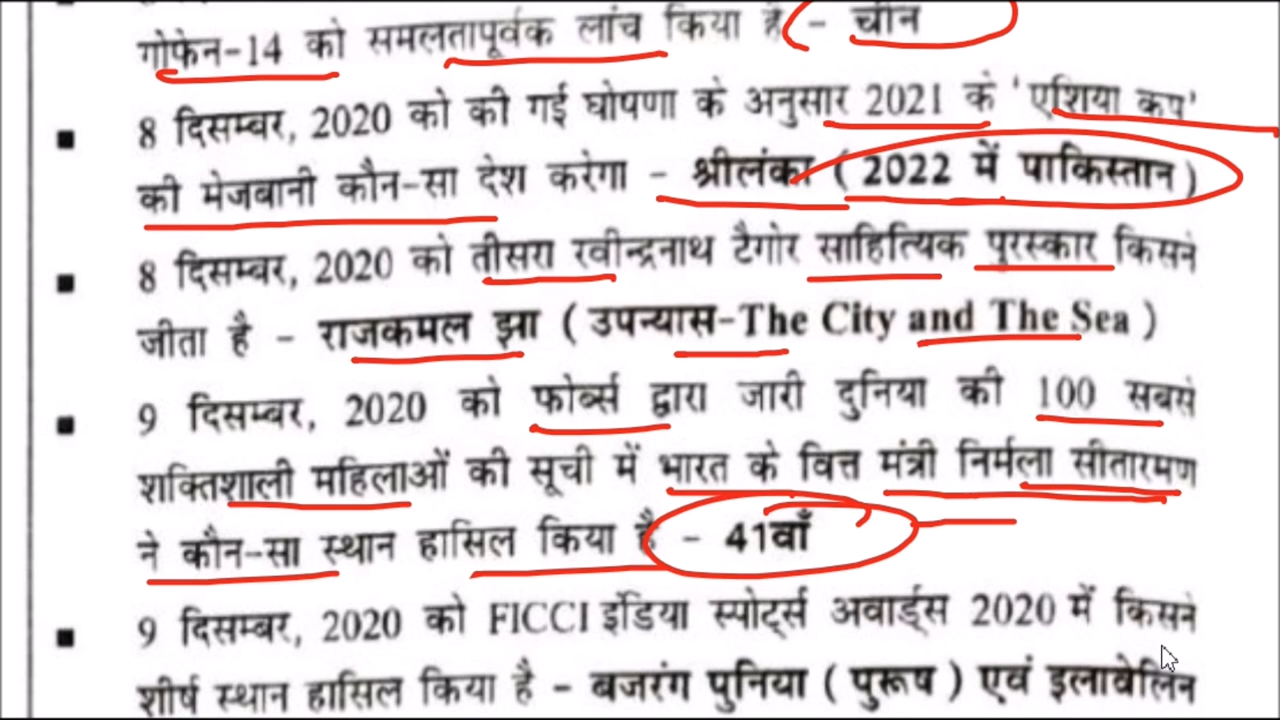 गोफेन-14 को समलतापूर्वक लांच किया है - चीन
8 दिसम्बर, 2020 को की गई घोषणा के अनुसार 2021 के 'एशिया कप'
की मेजबानी कौन-सा देश करेगा - श्रीलंका (2022 में पाकिस्तान)
8 दिसम्बर, 2020 को तीसरा रवीन्द्रनाथ टैगोर साहित्यिक पुरस्कार किसने
जीता है - राजकमल झा (उपन्यास-The City and The Sea)
9 दिसम्बर, 2020 को फोर्ब्स द्वारा जारी दुनिया की 100 सबसे
शक्तिशाली महिलाओं की सूची में भारत के वित्त मंत्री निर्मला सीतारमण
ने कौन-सा स्थान हासिल किया है - 41वाँ
9 दिसम्बर, 2020 को FICCI इंडिया स्पोर्ट्स अवार्ड्स 2020 में किसने
शीर्ष स्थान हासिल किया है - बजरंग पुनिया (पुरूष) एवं इलावेलिन